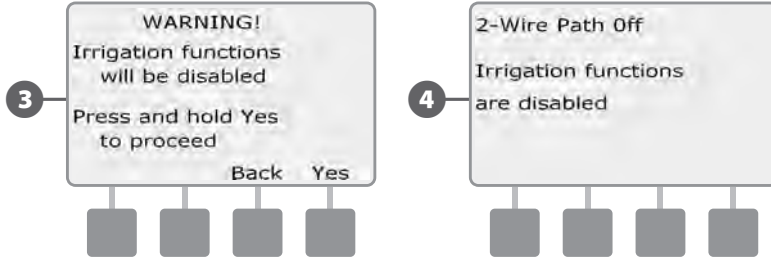 3
WARNING!
Irrigation functions
will be disabled
Press and hold Yes
to proceed
Back Yes
4
2-Wire Path Off
Irrigation functions
are disabled